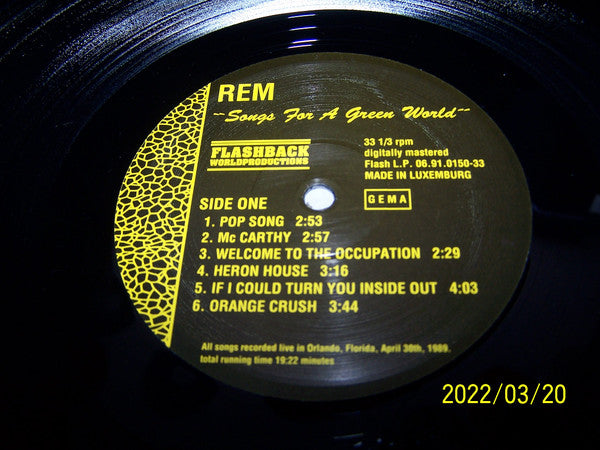 REM
~~Songs For A Green World~~
FLASHBACK
WORLDPRODUCTIONS
33 1/3 rpm
digitally mastered
Flash L.P. 06.91.0150-33
MADE IN LUXEMBURG
GEMA
SIDE ONE
1. POP SONG 2:53
2. Mc CARTHY 2:57
3. WELCOME TO THE OCCUPATION 2:29
4. HERON HOUSE 3:16
5. IF I COULD TURN YOU INSIDE OUT 4:03
6. ORANGE CRUSH 3:44
All songs recorded live in Orlando, Florida, April 30th, 1989.
total running time 19:22 minutes
2022/03/20